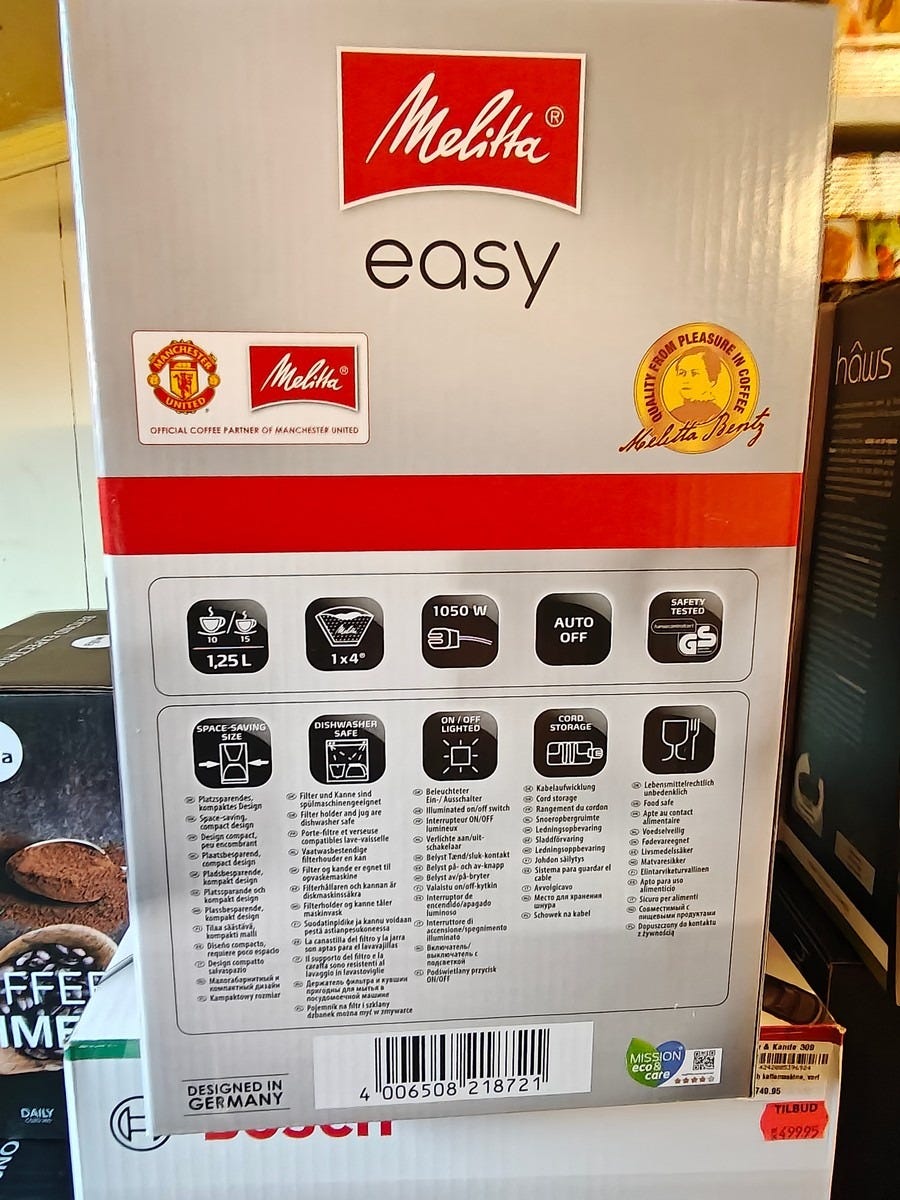 Melitta®
easy
MANCHESTER
UNITED
Melitta®
OFFICIAL COFFEE PARTNER OF MANCHESTER UNITED
QUALITY FROM PLEASURE IN COFFEE
Melitta Bentz
hâws
10 15
1,25 L
Melitta
1x4®
1050 W
AUTO
OFF
SAFETY
TESTED
GS
SPACE-SAVING
SIZE
Platzsparendes,
kompaktes Design
Space-saving,
compact design
Design compact,
peu encombrant
Plaatsbesparend,
compact design
Pladsbesparende,
kompakt design
Platssparande och
kompakt design
Plassbesparende,
kompakt design
Tilaa säästävä,
kompakti malli
Diseño compacto,
requiere poco espacio
Design compatto
salvaspazio
Малогабаритный и
компактный дизайн
Kompaktowy rozmiar
DISHWASHER
SAFE
Filter und Kanne sind
spülmaschinengeeignet
Filter holder and jug are
dishwasher safe
Porte-filtre et verseuse
compatibles lave-vaisselle
Vaatwasbestendige
filterhouder en kan
Filter og kande er egnet til
opvaskemaskine
Filterhållaren och kannan är
diskmaskinssäkra
Filterholder og kanne tåler
maskinvask
Suodatinpidike ja kannu voidaan
pestä astianpesukoneessa
La canastilla del filtro y la jarra
son aptas para el lavavajillas
Il supporto del filtro e la
caraffa sono resistenti al
lavaggio in lavastoviglie
Держатель фильтра и кувшин
пригодны для мытья в
посудомоечной машине
Pojemnik na filtr i szklany
dzbanek można myć w zmywarce
ON / OFF
LIGHTED
Beleuchteter
Ein-/ Ausschalter
Illuminated on/off switch
Interrupteur ON/OFF
lumineux
Verlichte aan/uit-
schakelaar
Belyst Tænd/sluk-kontakt
Belyst på- och av-knapp
Belyst av/på-bryter
Valaistu on/off-kytkin
Interruptor de
encendido/apagado
luminoso
Interruttore di
accensione/spegnimento
illuminato
Включатель/
выключатель с
подсветкой
Podświetlany przycisk
ON/OFF
CORD
STORAGE
Kabelaufwicklung
Cord storage
Rangement du cordon
Snoeropbergruimte
Ledningsopbevaring
Sladdförvaring
Ledningsoppbevaring
Johdon säilytys
Sistema para guardar el
cable
Avvolgicavo
Место для хранения
шнура
Schowek na kabel
Lebensmittelrechtlich
unbedenklich
Food safe
Apte au contact
alimentaire
Voedselveilig
Fødevareegnet
Livsmedelssäker
Matvaresikker
Elintarviketurvallinen
Apto para uso
alimenticio
Sicuro per alimenti
Совместимый с
пищевыми продуктами
Dopuszczony do kontaktu
z żywnością
DESIGNED IN
GERMANY
4 006508 218721
MISSION
eco &
care
DAILY
& Kande 309
749.95
TILBUD
499.95